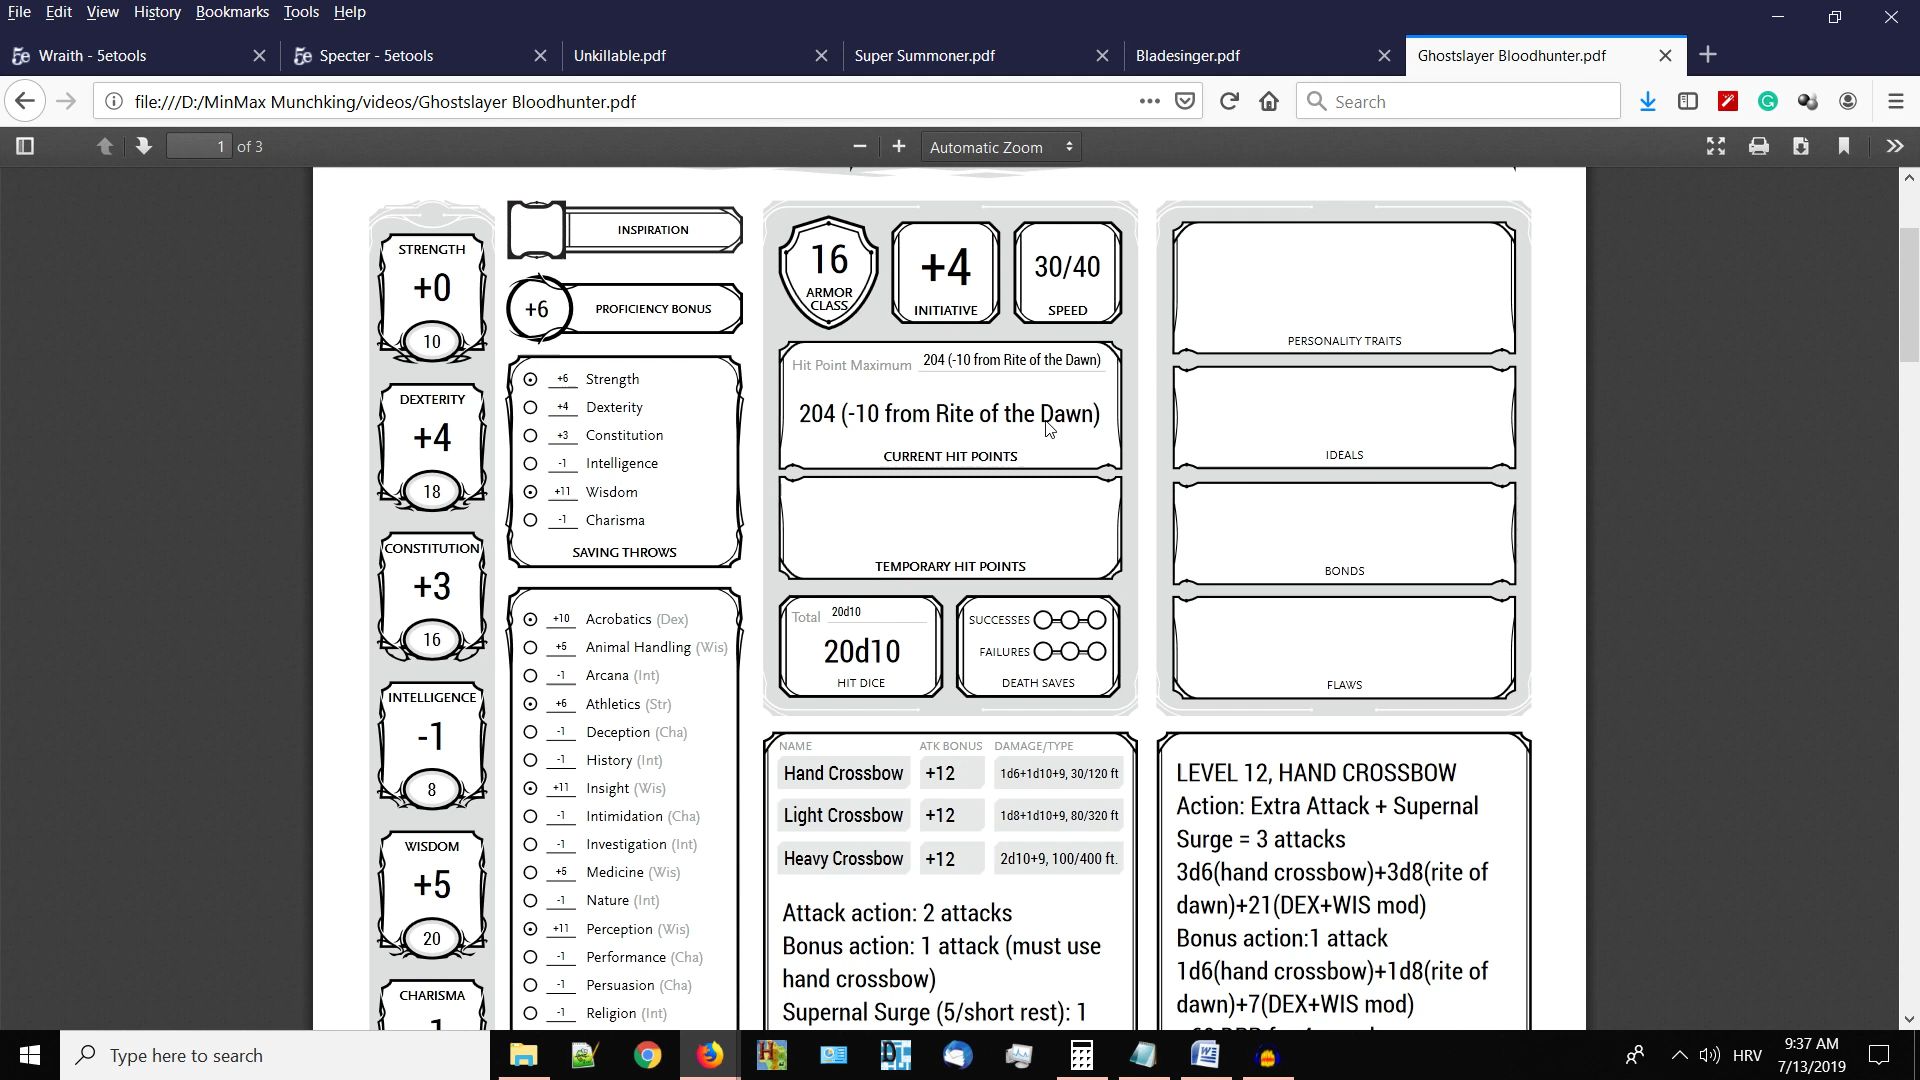 File Edit View History Bookmarks Tools Help
Wraith - 5etools
Specter - 5etools
Unkillable.pdf
Super Summoner.pdf
Bladesinger.pdf
Ghostslayer Bloodhunter.pdf
file:///D:/MinMax Munchking/videos/Ghostslayer Bloodhunter.pdf
Search
1 of 3
Automatic Zoom
STRENGTH
+0
10
DEXTERITY
+4
18
CONSTITUTION
+3
16
INTELLIGENCE
-1
8
WISDOM
+5
20
CHARISMA
INSPIRATION
+6 PROFICIENCY BONUS
+6 Strength
+4 Dexterity
+3 Constitution
-1 Intelligence
+11 Wisdom
-1 Charisma
SAVING THROWS
+10 Acrobatics (Dex)
+5 Animal Handling (Wis)
-1 Arcana (Int)
+6 Athletics (Str)
-1 Deception (Cha)
-1 History (Int)
+11 Insight (Wis)
-1 Intimidation (Cha)
-1 Investigation (Int)
+5 Medicine (Wis)
-1 Nature (Int)
+11 Perception (Wis)
-1 Performance (Cha)
-1 Persuasion (Cha)
-1 Religion (Int)
16
ARMOR
CLASS
+4
INITIATIVE
30/40
SPEED
Hit Point Maximum 204 (-10 from Rite of the Dawn)
204 (-10 from Rite of the Dawn)
CURRENT HIT POINTS
TEMPORARY HIT POINTS
Total 20d10
20d10
HIT DICE
SUCCESSES
FAILURES
DEATH SAVES
NAME ATK BONUS DAMAGE/TYPE
Hand Crossbow +12 1d6+1d10+9, 30/120 ft
Light Crossbow +12 1d8+1d10+9, 80/320 ft
Heavy Crossbow +12 2d10+9, 100/400 ft.
Attack action: 2 attacks
Bonus action: 1 attack (must use
hand crossbow)
Supernal Surge (5/short rest): 1
PERSONALITY TRAITS
IDEALS
BONDS
FLAWS
LEVEL 12, HAND CROSSBOW
Action: Extra Attack + Supernal
Surge = 3 attacks
3d6(hand crossbow)+3d8(rite of
dawn)+21(DEX+WIS mod)
Bonus action:1 attack
1d6(hand crossbow)+1d8(rite of
dawn)+7(DEX+WIS mod)
Type here to search
HRV
9:37 AM
7/13/2019